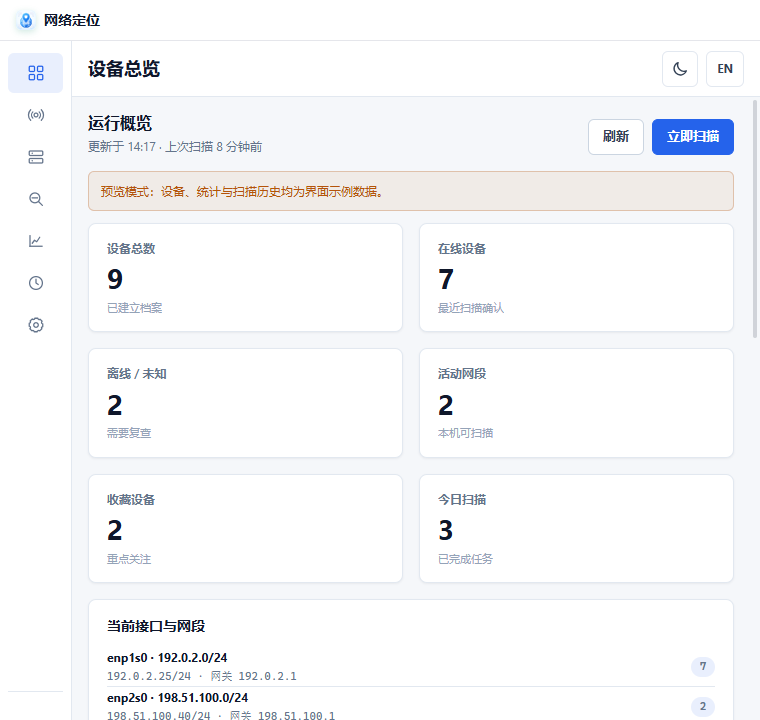 网络定位
设备总览
EN
运行概览
更新于 14:17 · 上次扫描 8 分钟前
刷新
立即扫描
预览模式：设备、统计与扫描历史均为界面示例数据。
设备总数
9
已建立档案
在线设备
7
最近扫描确认
离线 / 未知
2
需要复查
活动网段
2
本机可扫描
收藏设备
2
重点关注
今日扫描
3
已完成任务
当前接口与网段
enp1s0 · 192.0.2.0/24
192.0.2.25/24 · 网关 192.0.2.1
7
enp2s0 · 198.51.100.0/24
198.51.100.40/24 · 网关 198.51.100.1
2